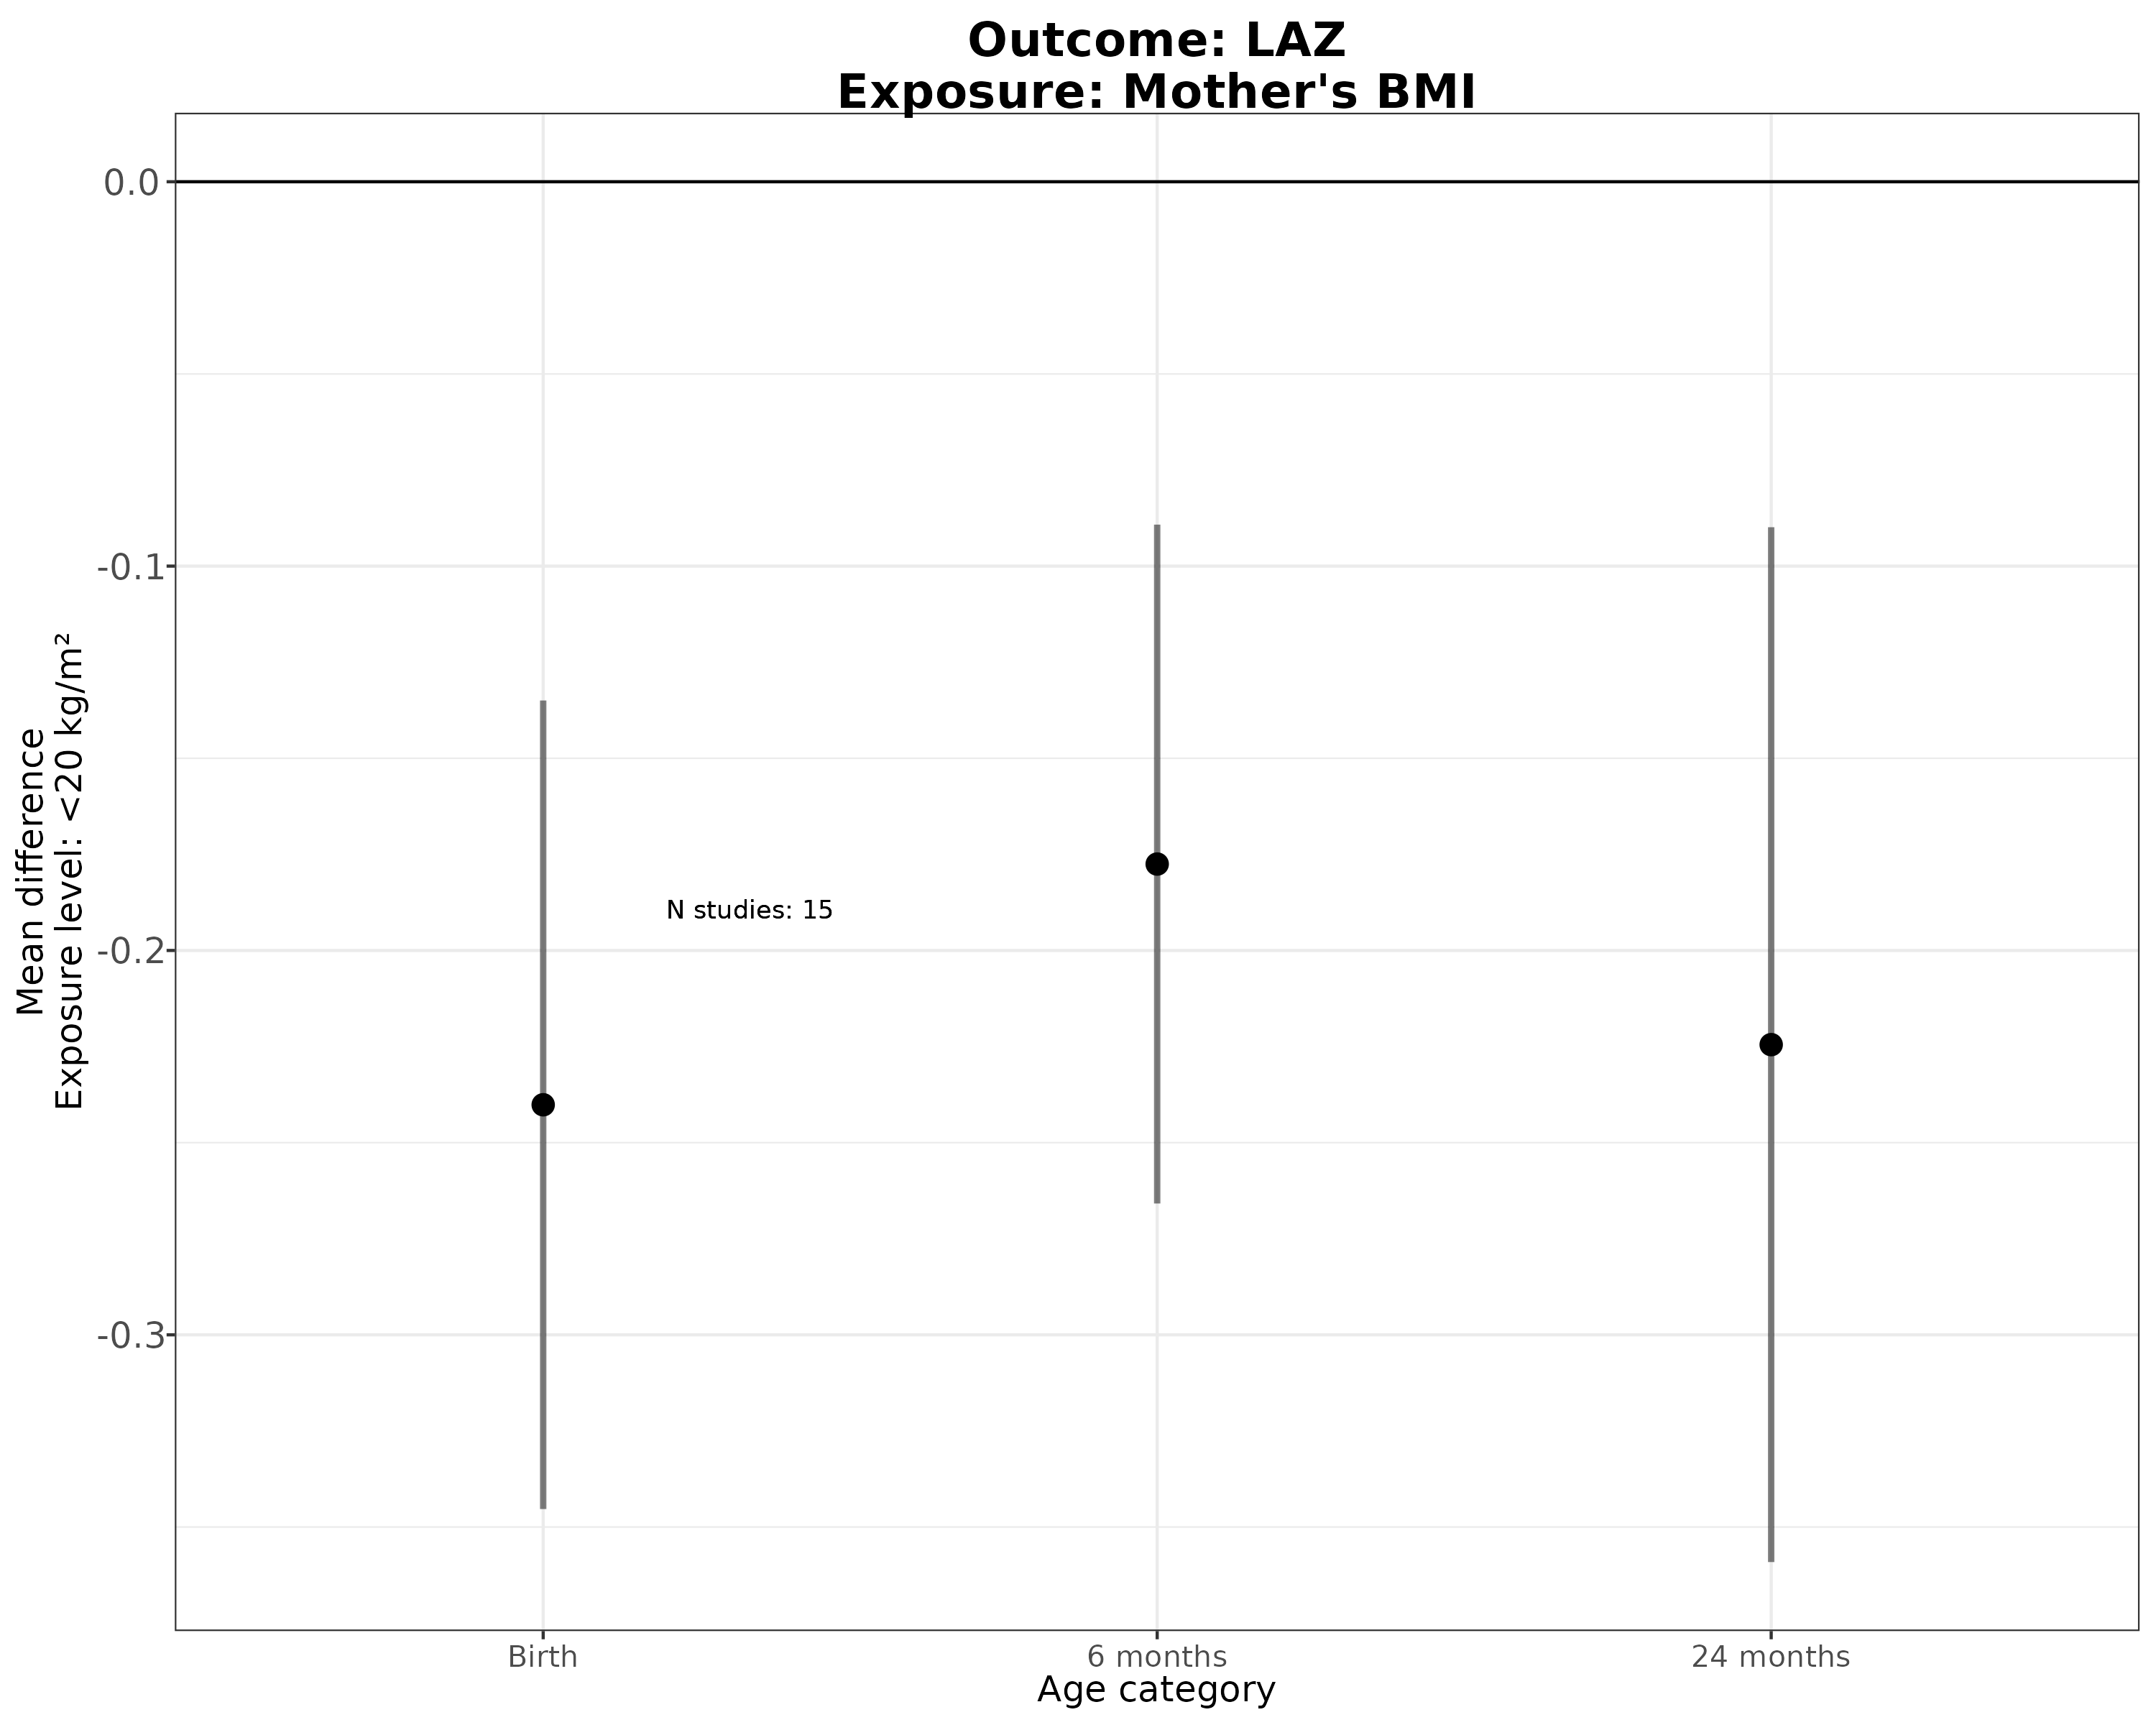 Outcome: LAZ
Exposure: Mother's BMI
Mean difference
Exposure level: <20 kg/m²
0.0
-0.1
-0.2
-0.3
N studies: 15
Birth
6 months
24 months
Age category